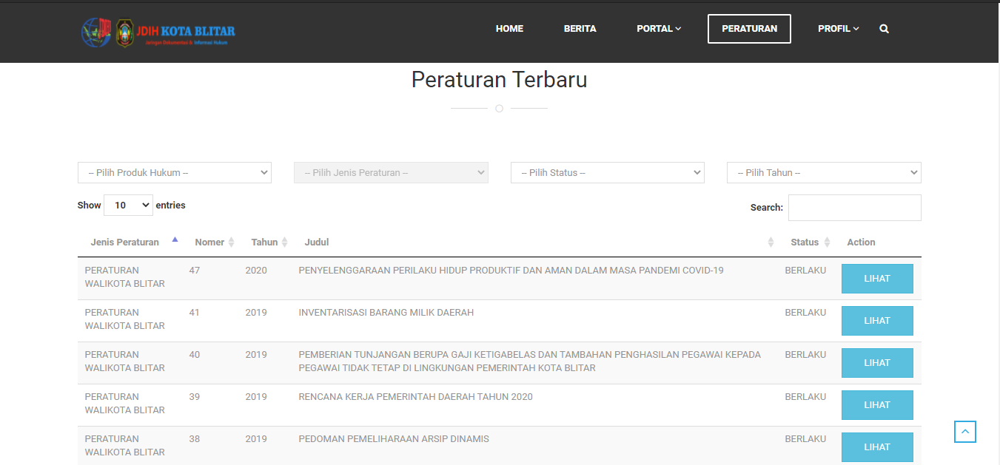 JDIH KOTA BLITAR
Jaringan Dokumentasi & Informasi Hukum
HOME BERITA PORTAL PERATURAN PROFIL
Peraturan Terbaru
-- Pilih Produk Hukum -- -- Pilih Jenis Peraturan -- -- Pilih Status -- -- Pilih Tahun --
Show 10 entries Search:
Jenis Peraturan Nomer Tahun Judul Status Action
PERATURAN 47 2020 PENYELENGGARAAN PERILAKU HIDUP PRODUKTIF DAN AMAN DALAM MASA PANDEMI COVID-19 BERLAKU LIHAT
WALIKOTA BLITAR
PERATURAN 41 2019 INVENTARISASI BARANG MILIK DAERAH BERLAKU LIHAT
WALIKOTA BLITAR
PERATURAN 40 2019 PEMBERIAN TUNJANGAN BERUPA GAJI KETIGABELAS DAN TAMBAHAN PENGHASILAN PEGAWAI KEPADA BERLAKU LIHAT
WALIKOTA BLITAR PEGAWAI TIDAK TETAP DI LINGKUNGAN PEMERINTAH KOTA BLITAR
PERATURAN 39 2019 RENCANA KERJA PEMERINTAH DAERAH TAHUN 2020 BERLAKU LIHAT
WALIKOTA BLITAR
PERATURAN 38 2019 PEDOMAN PEMELIHARAAN ARSIP DINAMIS BERLAKU LIHAT
WALIKOTA BLITAR